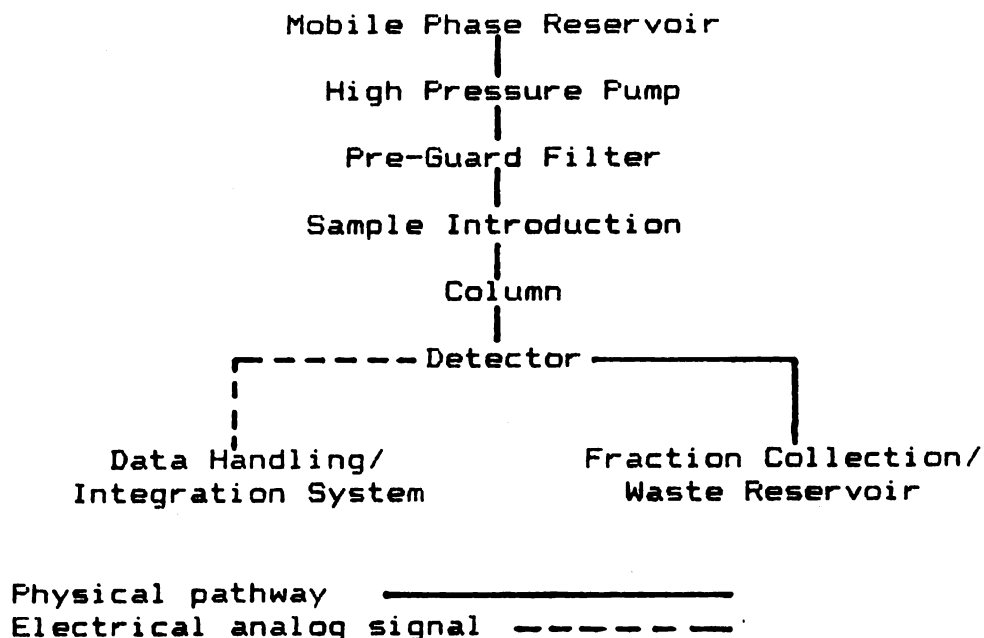 Mobile Phase Reservoir
High Pressure Pump
Pre-Guard Filter
Sample Introduction
Column
Detector
Data Handling/
Integration System
Fraction Collection/
Waste Reservoir
Physical pathway
Electrical analog signal